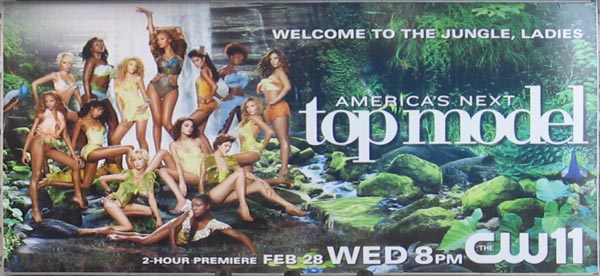 WELCOME TO THE JUNGLE, LADIES
AMERICA'S NEXT
top model
2-HOUR PREMIERE FEB 28 WED 8PM THE CW11